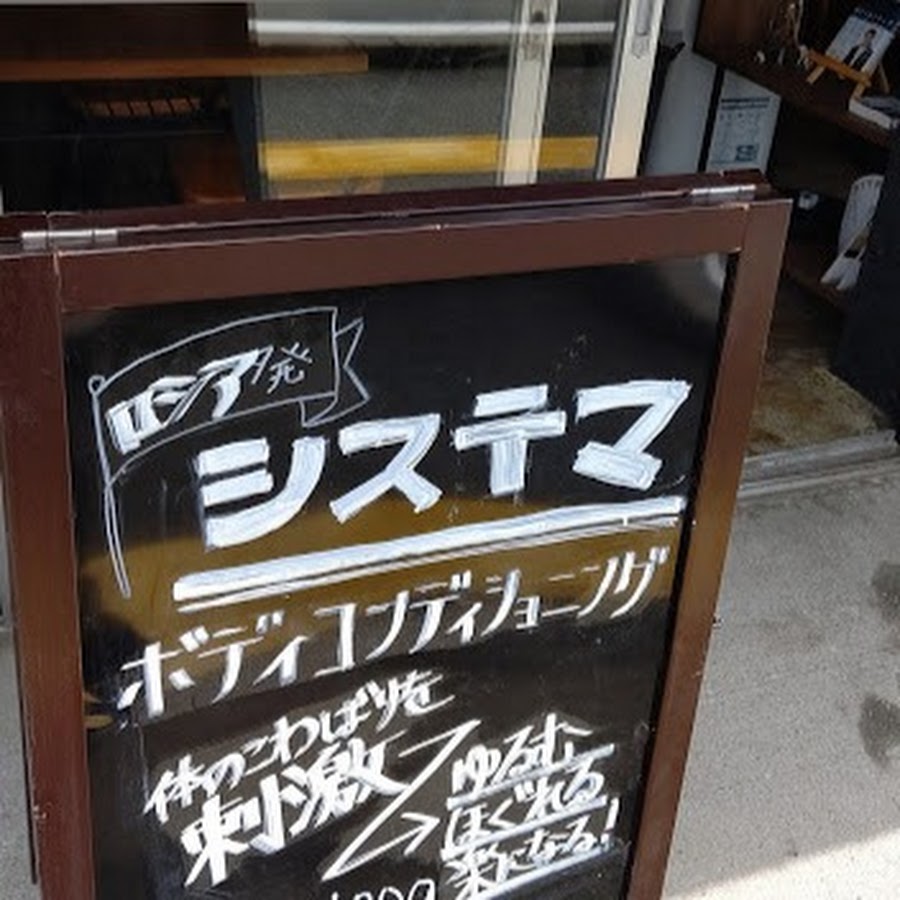 ロシア発
システマ
ボディコンディショニング
体のこわばりを
刺激
ゆるむ
ほぐれる
楽になる!